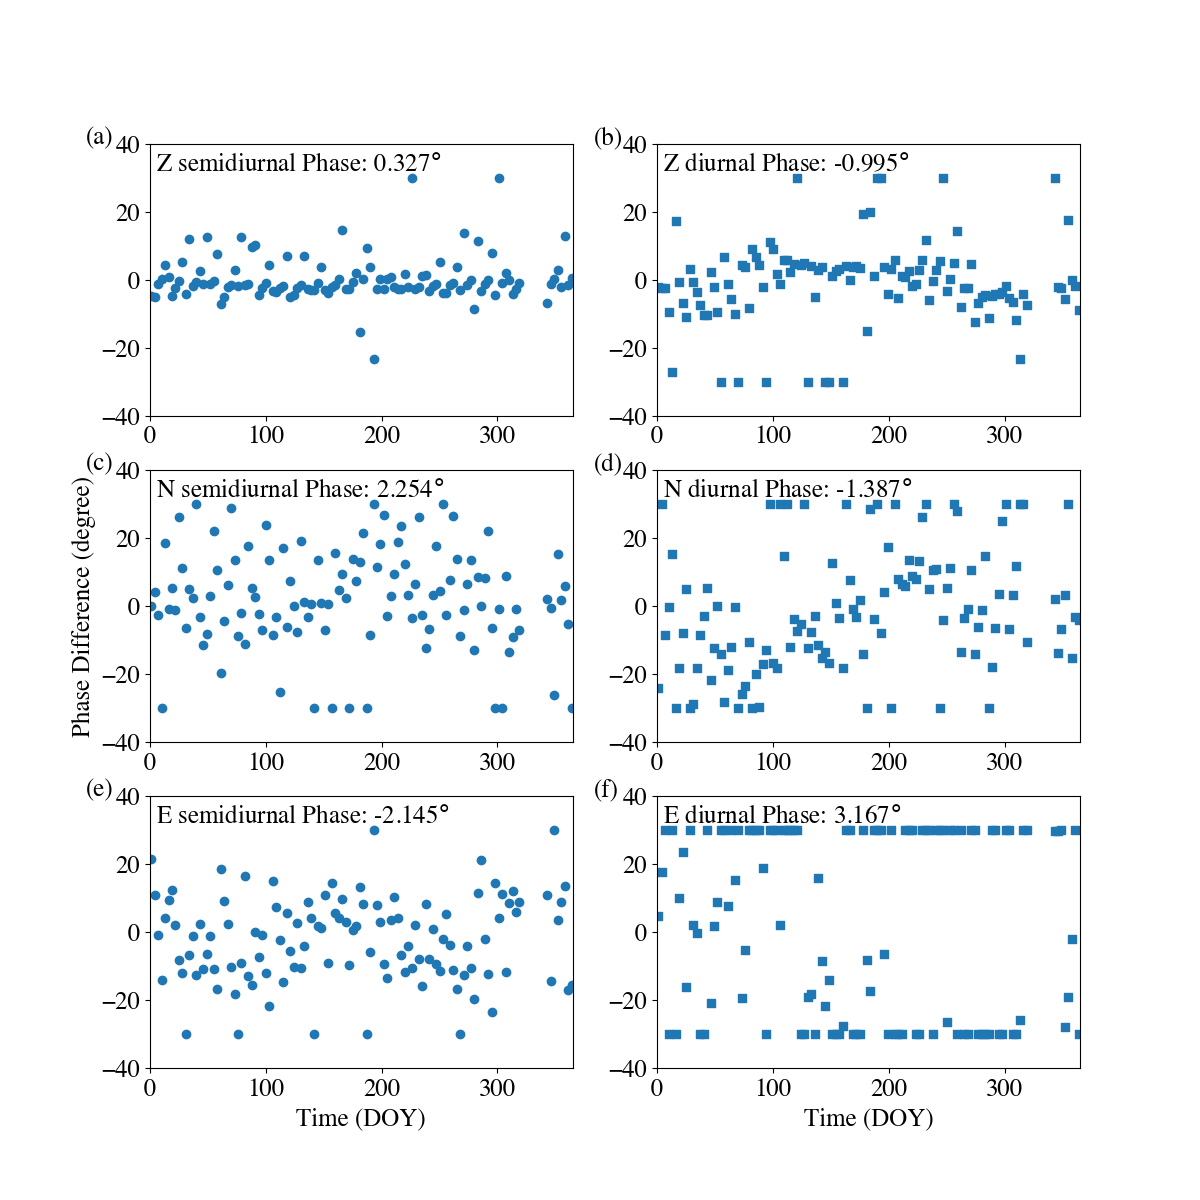 (a)
Z semidiurnal Phase: 0.327°
40
20
0
−20
−40
0 100 200 300
(b)
Z diurnal Phase: -0.995°
40
20
0
−20
−40
0 100 200 300
Phase Difference (degree)
(c)
N semidiurnal Phase: 2.254°
40
20
0
−20
−40
0 100 200 300
(d)
N diurnal Phase: -1.387°
40
20
0
−20
−40
0 100 200 300
(e)
E semidiurnal Phase: -2.145°
40
20
0
−20
−40
0 100 200 300
Time (DOY)
(f)
E diurnal Phase: 3.167°
40
20
0
−20
−40
0 100 200 300
Time (DOY)